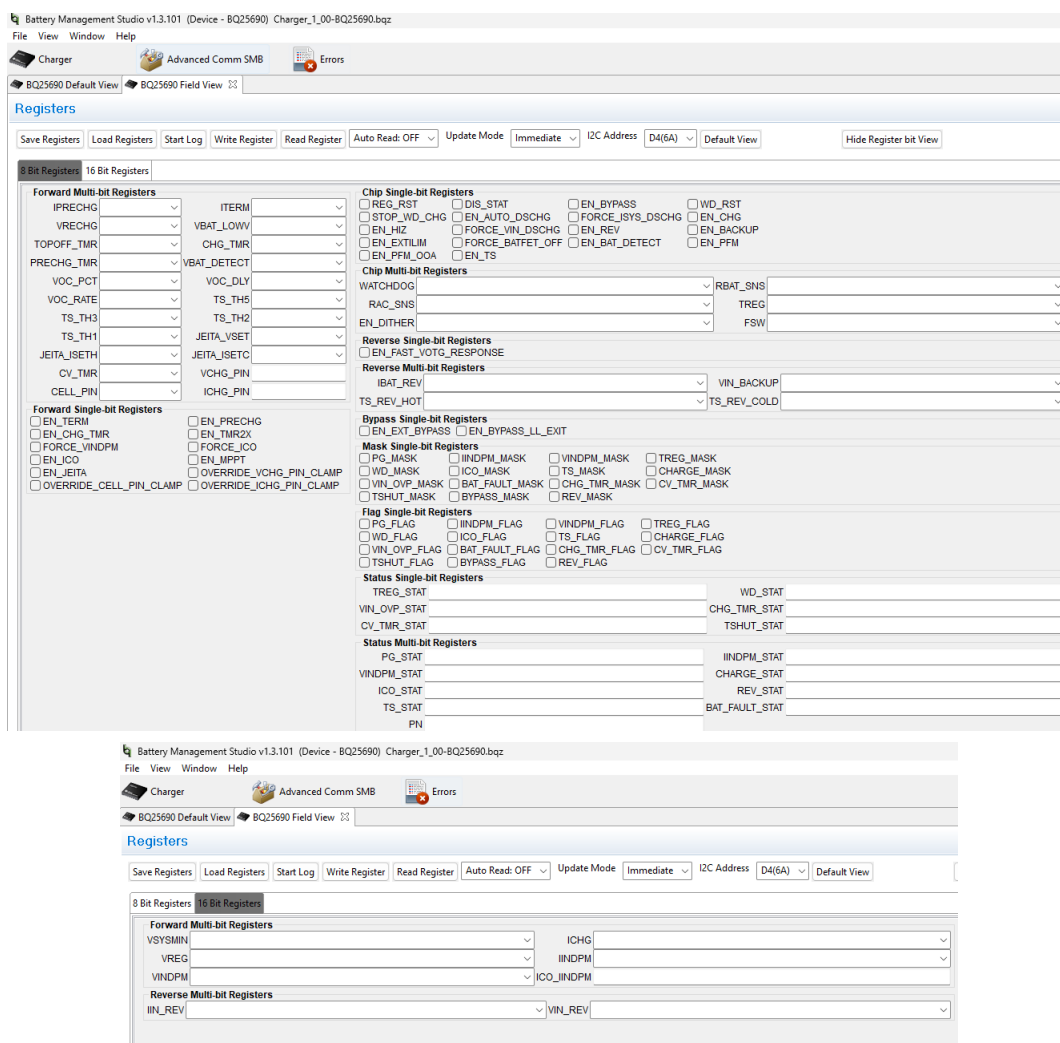 Battery Management Studio v1.3.101 (Device - BQ25690) Charger_1_00-BQ25690.bqz
File View Window Help
Charger Advanced Comm SMB Errors
BQ25690 Default View BQ25690 Field View
Registers
Save Registers Load Registers Start Log Write Register Read Register Auto Read: OFF Update Mode Immediate I2C Address D4(6A) Default View Hide Register bit View
8 Bit Registers 16 Bit Registers
Forward Multi-bit Registers
IPRECHG ITERM
VRECHG VBAT_LOWV
TOPOFF_TMR CHG_TMR
PRECHG_TMR VBAT_DETECT
VOC_PCT VOC_DLY
VOC_RATE TS_TH5
TS_TH3 TS_TH2
TS_TH1 JEITA_VSET
JEITA_ISETH JEITA_ISETC
CV_TMR VCHG_PIN
CELL_PIN ICHG_PIN
Forward Single-bit Registers
EN_TERM EN_PRECHG
EN_CHG_TMR EN_TMR2X
FORCE_VINDPM FORCE_ICO
EN_ICO EN_MPPT
EN_JEITA OVERRIDE_VCHG_PIN_CLAMP
OVERRIDE_CELL_PIN_CLAMP OVERRIDE_ICHG_PIN_CLAMP
Chip Single-bit Registers
REG_RST DIS_STAT EN_BYPASS WD_RST
STOP_WD_CHG EN_AUTO_DSCHG FORCE_ISYS_DSCHG EN_CHG
EN_HIZ FORCE_VIN_DSCHG EN_REV EN_BACKUP
EN_EXTILIM FORCE_BATFET_OFF EN_BAT_DETECT EN_PFM
EN_PFM_OOA EN_TS
Chip Multi-bit Registers
WATCHDOG RBAT_SNS
RAC_SNS TREG
EN_DITHER FSW
Reverse Single-bit Registers
EN_FAST_VOTG_RESPONSE
Reverse Multi-bit Registers
IBAT_REV VIN_BACKUP
TS_REV_HOT TS_REV_COLD
Bypass Single-bit Registers
EN_EXT_BYPASS EN_BYPASS_LL_EXIT
Mask Single-bit Registers
PG_MASK IINDPM_MASK VINDPM_MASK TREG_MASK
WD_MASK ICO_MASK TS_MASK CHARGE_MASK
VIN_OVP_MASK BAT_FAULT_MASK CHG_TMR_MASK CV_TMR_MASK
TSHUT_MASK BYPASS_MASK REV_MASK
Flag Single-bit Registers
PG_FLAG IINDPM_FLAG VINDPM_FLAG TREG_FLAG
WD_FLAG ICO_FLAG TS_FLAG CHARGE_FLAG
VIN_OVP_FLAG BAT_FAULT_FLAG CHG_TMR_FLAG CV_TMR_FLAG
TSHUT_FLAG BYPASS_FLAG REV_FLAG
Status Single-bit Registers
TREG_STAT WD_STAT
VIN_OVP_STAT CHG_TMR_STAT
CV_TMR_STAT TSHUT_STAT
Status Multi-bit Registers
PG_STAT IINDPM_STAT
VINDPM_STAT CHARGE_STAT
ICO_STAT REV_STAT
TS_STAT BAT_FAULT_STAT
PN
Battery Management Studio v1.3.101 (Device - BQ25690) Charger_1_00-BQ25690.bqz
File View Window Help
Charger Advanced Comm SMB Errors
BQ25690 Default View BQ25690 Field View
Registers
Save Registers Load Registers Start Log Write Register Read Register Auto Read: OFF Update Mode Immediate I2C Address D4(6A) Default View
8 Bit Registers 16 Bit Registers
Forward Multi-bit Registers
VSYSMIN ICHG
VREG IINDPM
VINDPM ICO_IINDPM
Reverse Multi-bit Registers
IIN_REV VIN_REV